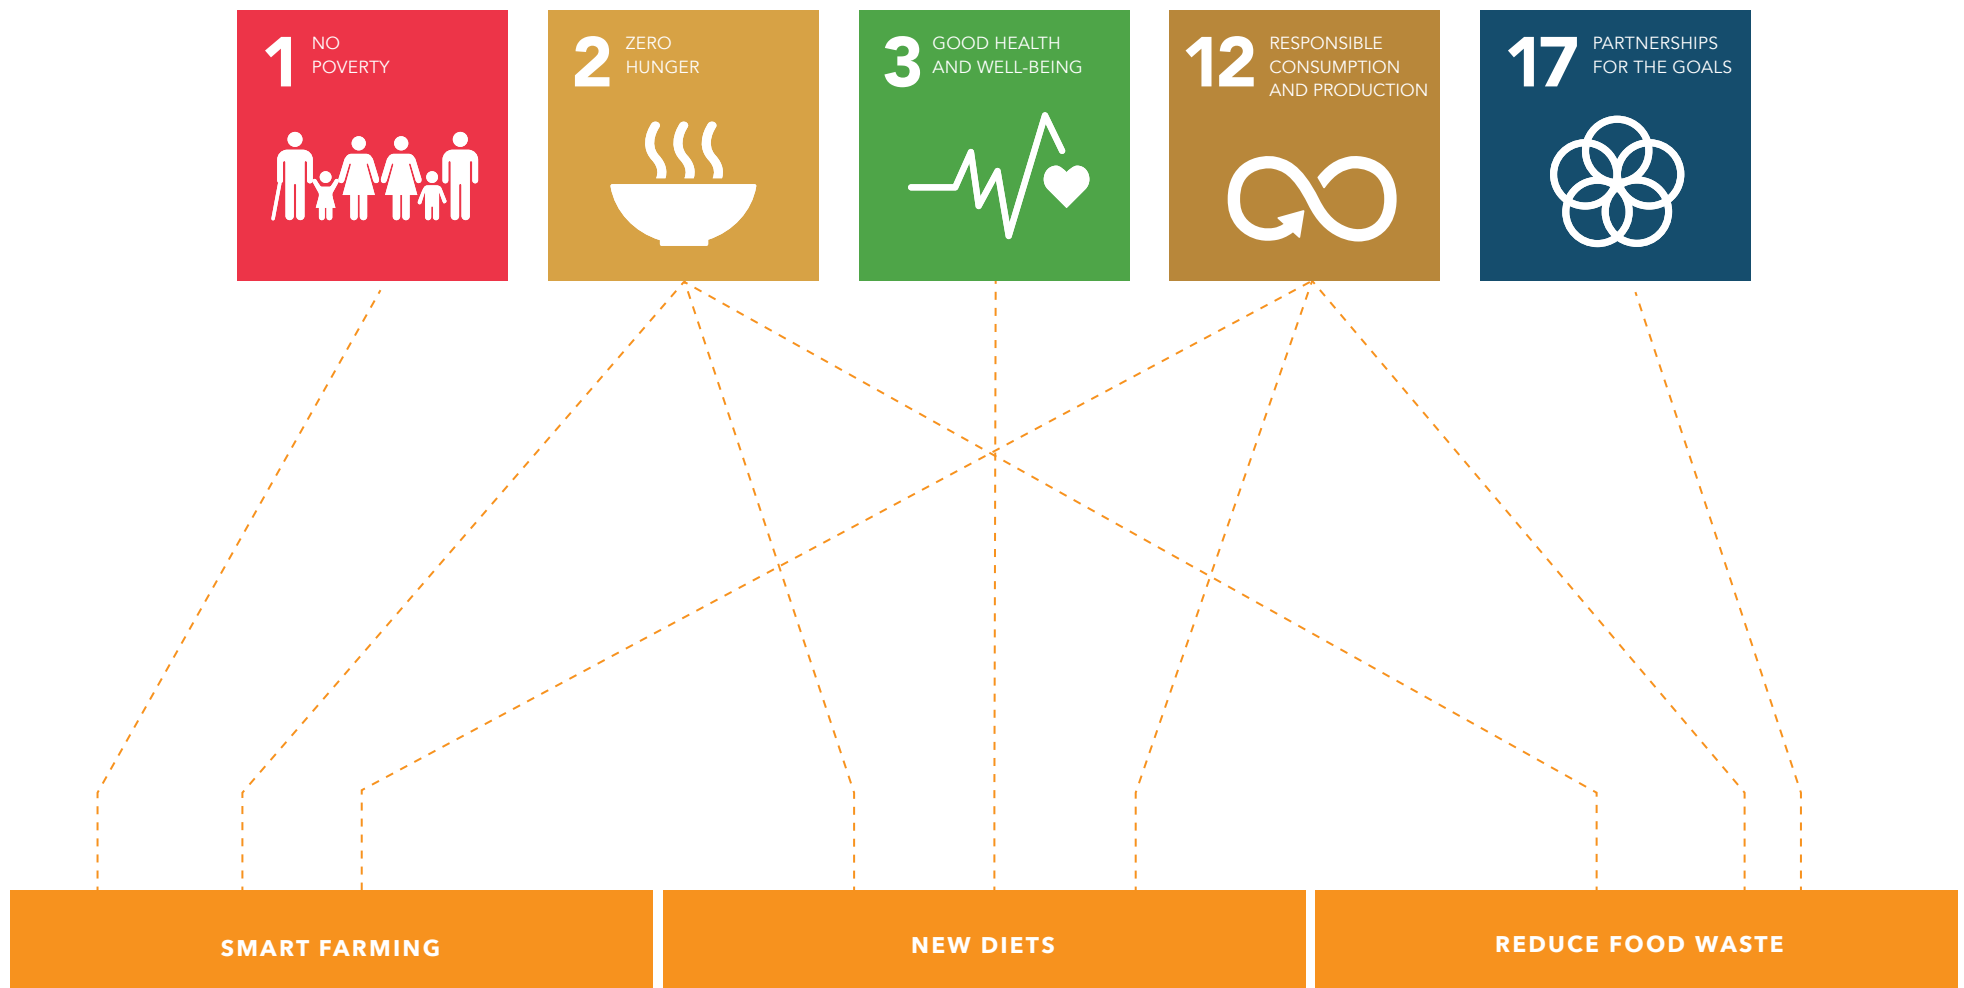 1 NO
POVERTY
2 ZERO
HUNGER
3 GOOD HEALTH
AND WELL-BEING
12 RESPONSIBLE
CONSUMPTION
AND PRODUCTION
17 PARTNERSHIPS
FOR THE GOALS
SMART FARMING
NEW DIETS
REDUCE FOOD WASTE